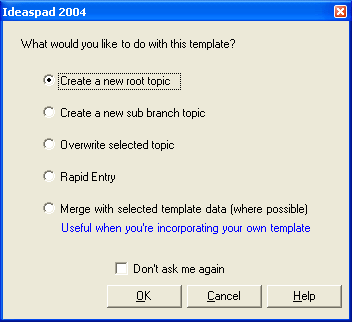 Ideaspad 2004
What would you like to do with this template?
Create a new root topic
Create a new sub branch topic
Overwrite selected topic
Rapid Entry
Merge with selected template data (where possible)
Useful when you're incorporating your own template
Don't ask me again
OK Cancel Help